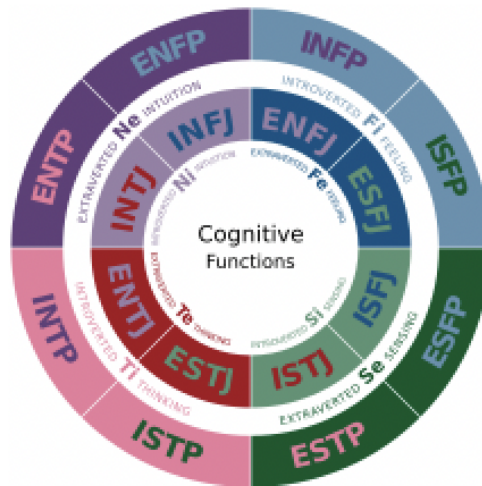 ENFP
INFP
ENTP
ISFP
EXTRAVERTED Ne INTUITION
INTROVERTED Fi FEELING
INFJ
ENFJ
INTJ
ESFJ
INTROVERTED Ni INTUITION
EXTRAVERTED Fe FEELING
Cognitive
Functions
EXTRAVERTED Te THINKING
INTROVERTED Si SENSING
ENTJ
ISFJ
ESTJ
ISTJ
INTROVERTED Ti THINKING
EXTRAVERTED Se SENSING
INTP
ESFP
ISTP
ESTP